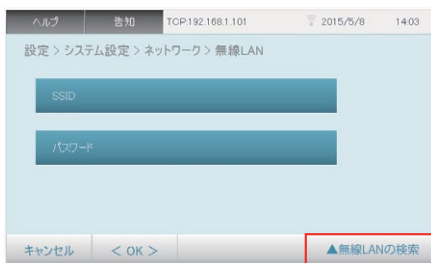 ヘルプ 告知 TCP:192.168.1.101 2015/5/8 14:03
設定 > システム設定 > ネットワーク > 無線LAN
SSID
パスワード
キャンセル < OK > ▲無線LANの検索